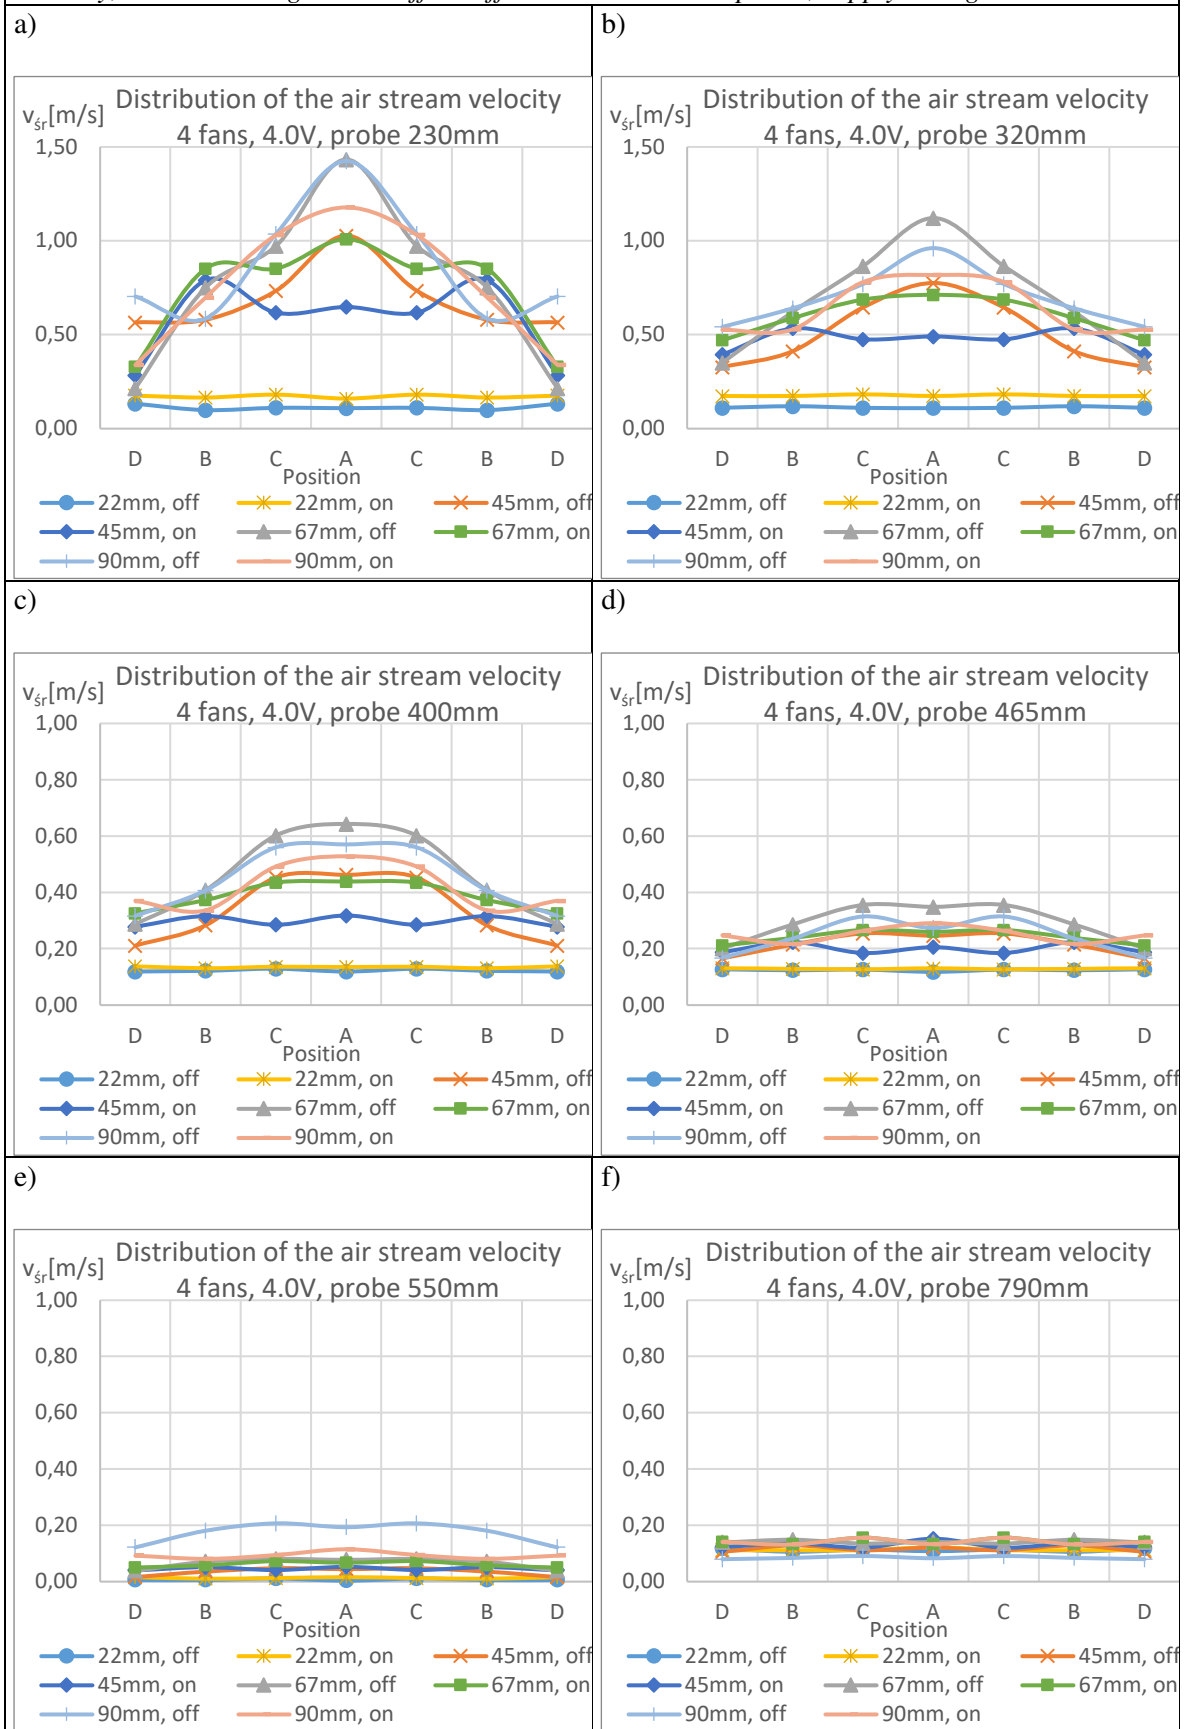 a)
Distribution of the air stream velocity
4 fans, 4.0V, probe 230mm
vśr[m/s]
1,50
1,00
0,50
0,00
D B C A C B D
Position
22mm, off 22mm, on 45mm, off
45mm, on 67mm, off 67mm, on
90mm, off 90mm, on
b)
Distribution of the air stream velocity
4 fans, 4.0V, probe 320mm
vśr[m/s]
1,50
1,00
0,50
0,00
D B C A C B D
Position
22mm, off 22mm, on 45mm, off
45mm, on 67mm, off 67mm, on
90mm, off 90mm, on
c)
Distribution of the air stream velocity
4 fans, 4.0V, probe 400mm
vśr[m/s]
1,00
0,80
0,60
0,40
0,20
0,00
D B C A C B D
Position
22mm, off 22mm, on 45mm, off
45mm, on 67mm, off 67mm, on
90mm, off 90mm, on
d)
Distribution of the air stream velocity
4 fans, 4.0V, probe 465mm
vśr[m/s]
1,00
0,80
0,60
0,40
0,20
0,00
D B C A C B D
Position
22mm, off 22mm, on 45mm, off
45mm, on 67mm, off 67mm, on
90mm, off 90mm, on
e)
Distribution of the air stream velocity
4 fans, 4.0V, probe 550mm
vśr[m/s]
1,00
0,80
0,60
0,40
0,20
0,00
D B C A C B D
Position
22mm, off 22mm, on 45mm, off
45mm, on 67mm, off 67mm, on
90mm, off 90mm, on
f)
Distribution of the air stream velocity
4 fans, 4.0V, probe 790mm
vśr[m/s]
1,00
0,80
0,60
0,40
0,20
0,00
D B C A C B D
Position
22mm, off 22mm, on 45mm, off
45mm, on 67mm, off 67mm, on
90mm, off 90mm, on